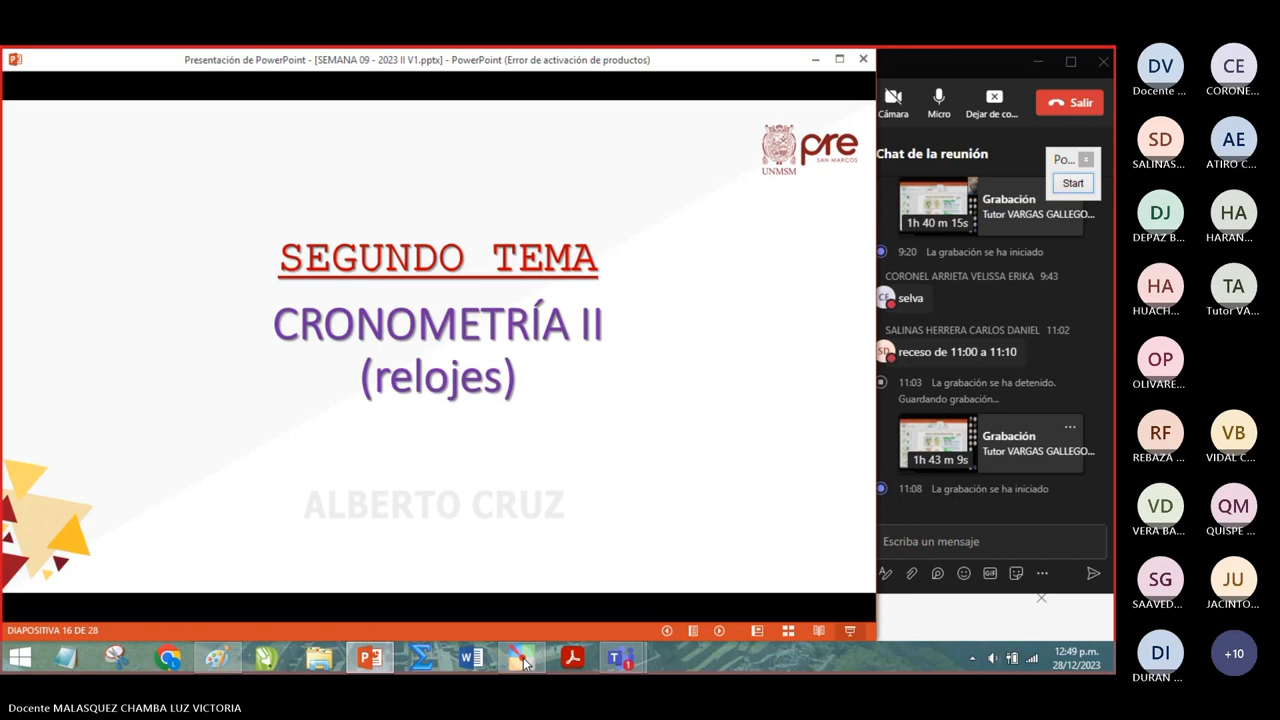 Presentación de PowerPoint - [SEMANA 09 - 2023 II V1.pptx] - PowerPoint (Error de activación de productos)
UNMSM
pre
SAN MARCOS
SEGUNDO TEMA
CRONOMETRÍA II
(relojes)
ALBERTO CRUZ
DIAPOSITIVA 16 DE 28
Cámara
Micro
Dejar de co...
Salir
Chat de la reunión
Po...
Start
Grabación
Tutor VARGAS GALLEGO...
1h 40 m 15s
9:20 La grabación se ha iniciado
CORONEL ARRIETA VELISSA ERIKA 9:43
CE
selva
SALINAS HERRERA CARLOS DANIEL 11:02
SD
receso de 11:00 a 11:10
11:03 La grabación se ha detenido.
Guardando grabación...
Grabación
Tutor VARGAS GALLEGO...
1h 43 m 9s
11:08 La grabación se ha iniciado
Escriba un mensaje
GIF
12:49 p.m.
28/12/2023
DV
Docente ...
CE
CORONE...
SD
SALINAS...
AE
ATIRO C...
DJ
DEPAZ B...
HA
HARAN...
HA
HUACH...
TA
Tutor VA...
OP
OLIVARE...
RF
REBAZA ...
VB
VIDAL C...
VD
VERA BA...
QM
QUISPE ...
SG
SAAVED...
JU
JACINTO...
DI
DURAN ...
+10
Docente MALASQUEZ CHAMBA LUZ VICTORIA